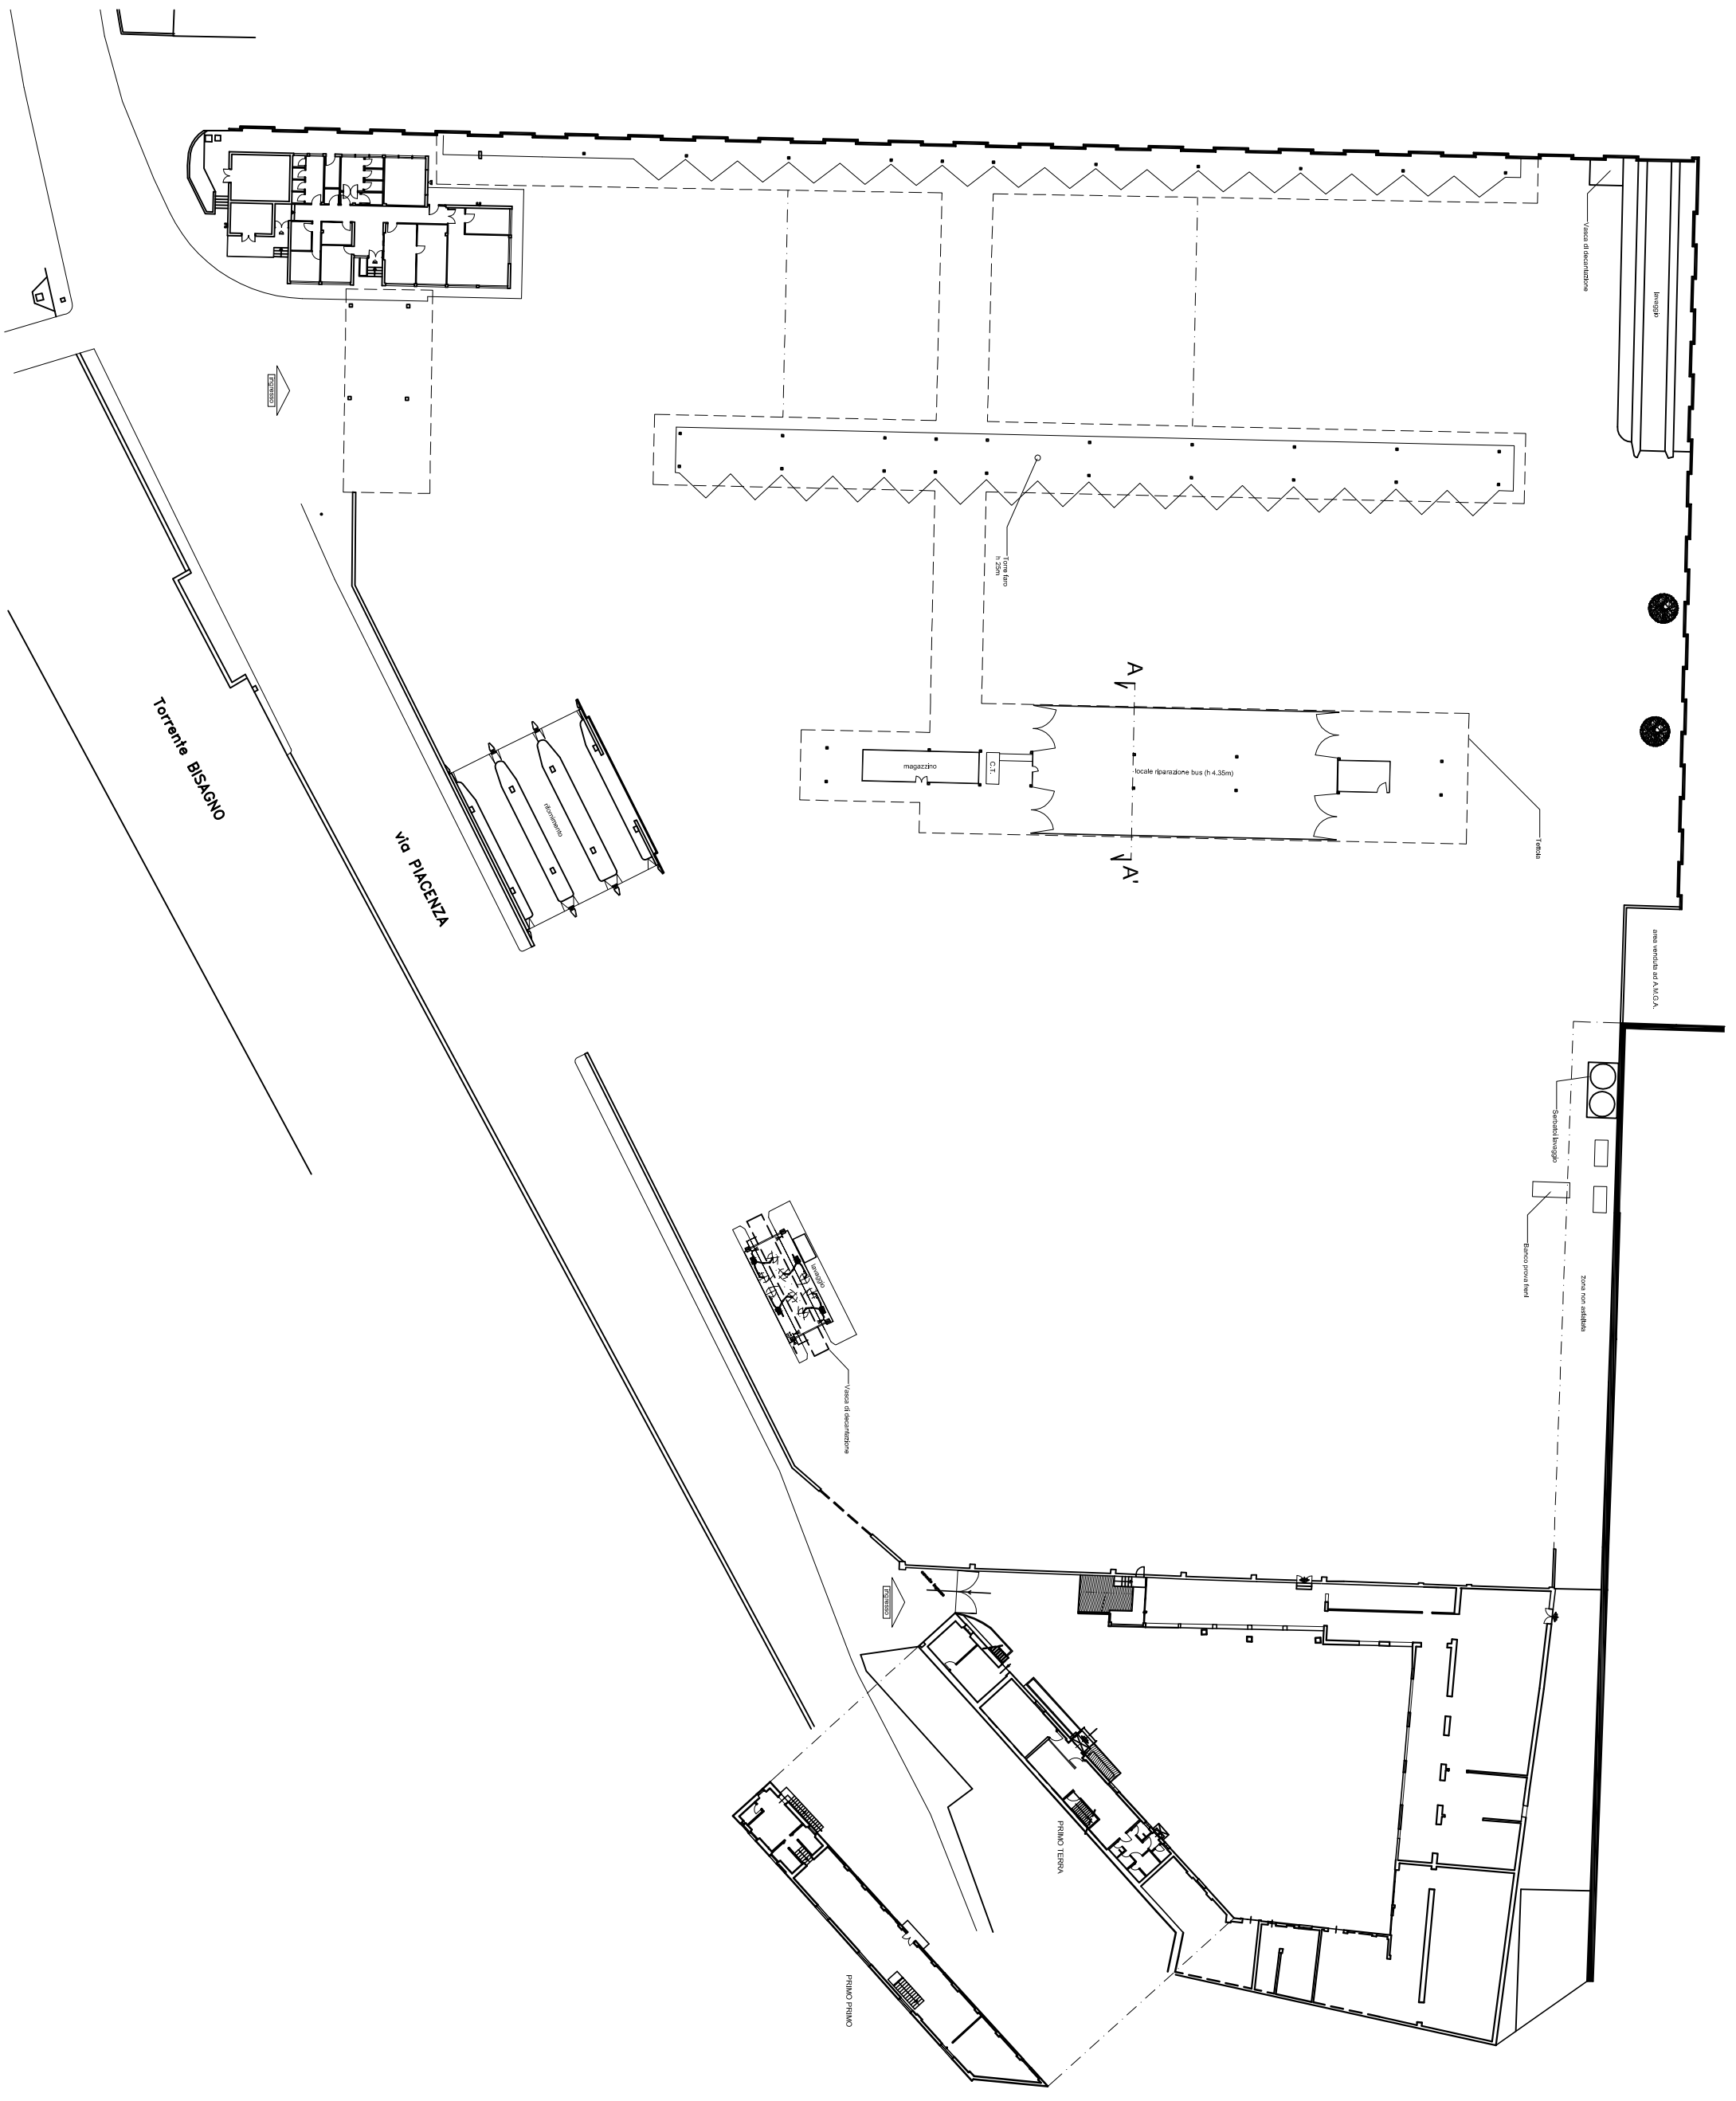 Vasca di decantazione
lavaggio
ingresso
Torre faro
h 25m
Torrente BISAGNO
via PIACENZA
rifornimento
A
magazzino
C.T.
locale riparazione bus (h 4.35m)
A'
Tettoia
area venduta ad A.M.G.A.
Serbatoi lavaggio
Banco prova freni
Zona non asfaltata
lavaggio
Vasca di decantazione
ingresso
PRIMO TERRA
PRIMO PRIMO